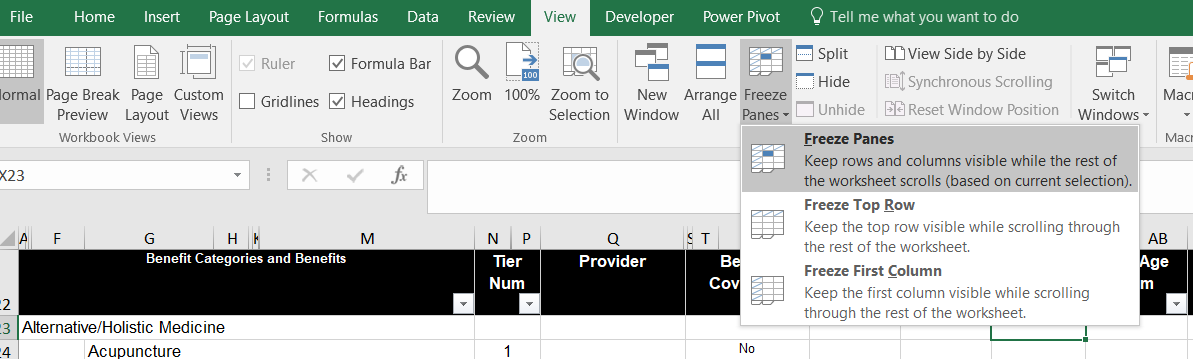 File Home Insert Page Layout Formulas Data Review View Developer Power Pivot Tell me what you want to do
Normal
Page Break
Preview
Page
Layout
Custom
Views
Workbook Views
Ruler
Formula Bar
Gridlines
Headings
Show
Zoom
100
100%
Zoom to
Selection
Zoom
New
Window
Arrange
All
Freeze
Panes
Split
Hide
Unhide
View Side by Side
Synchronous Scrolling
Reset Window Position
Switch
Windows
Macr
Freeze Panes
Keep rows and columns visible while the rest of
the worksheet scrolls (based on current selection).
Freeze Top Row
Keep the top row visible while scrolling through
the rest of the worksheet.
Freeze First Column
Keep the first column visible while scrolling
through the rest of the worksheet.
X23 fx
A F G H K M N P Q S T AB
22
Benefit Categories and Benefits
Tier
Num
Provider
Be
Cov
Age
m
23 Alternative/Holistic Medicine
24 Acupuncture 1 No